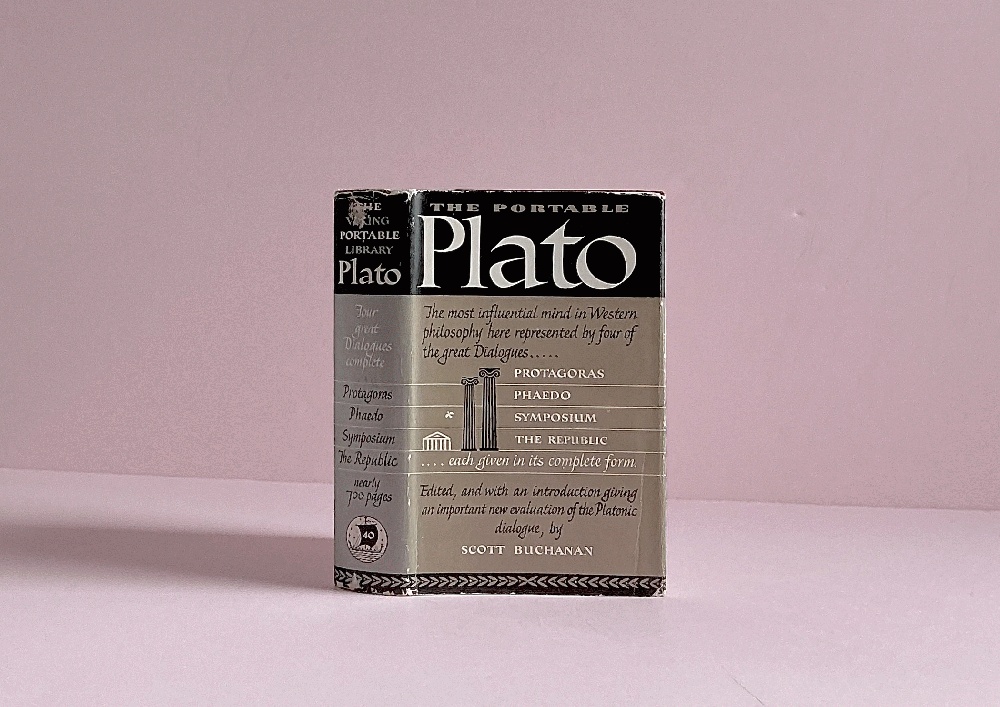 THE
VIKING
PORTABLE
LIBRARY
Plato
Four
great
Dialogues
complete
Protagoras
Phaedo
Symposium
The Republic
nearly
720 pages
40
THE PORTABLE
Plato
The most influential mind in Western
philosophy here represented by four of
the great Dialogues.....
PROTAGORAS
PHAEDO
SYMPOSIUM
THE REPUBLIC
.... each given in its complete form.
Edited, and with an introduction giving
an important new evaluation of the Platonic
dialogue, by
SCOTT BUCHANAN